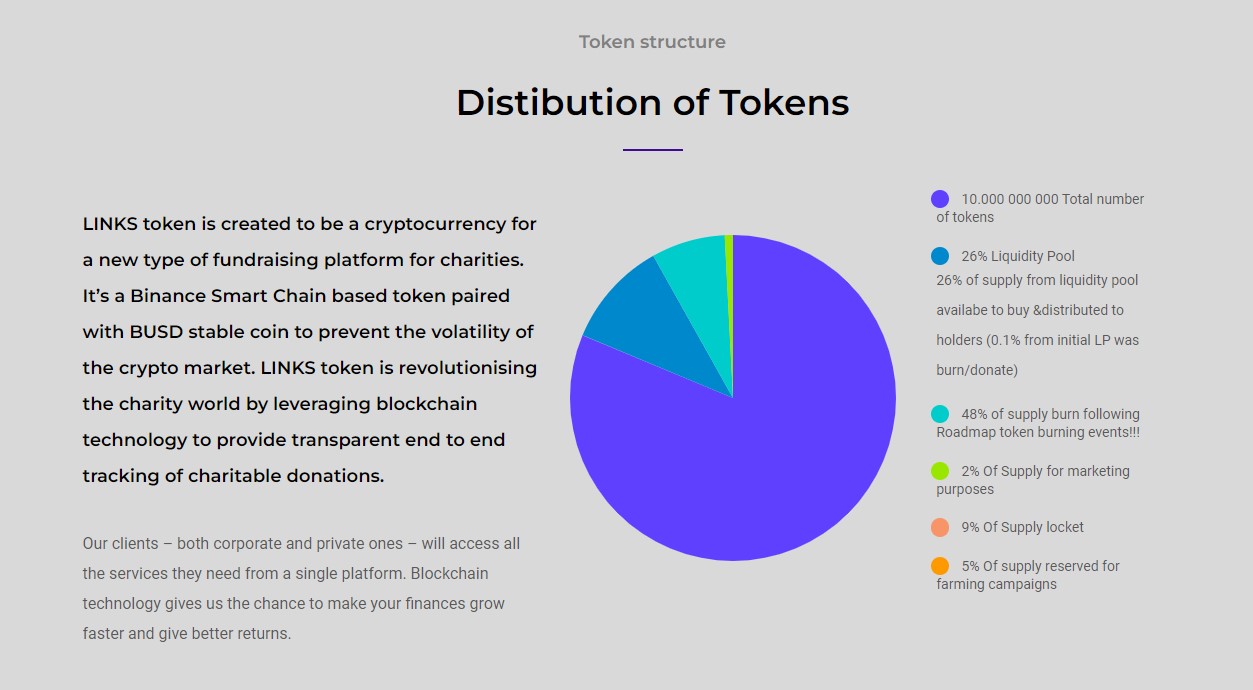 Token structure
Distibution of Tokens
LINKS token is created to be a cryptocurrency for
a new type of fundraising platform for charities.
It’s a Binance Smart Chain based token paired
with BUSD stable coin to prevent the volatility of
the crypto market. LINKS token is revolutionising
the charity world by leveraging blockchain
technology to provide transparent end to end
tracking of charitable donations.
Our clients – both corporate and private ones – will access all
the services they need from a single platform. Blockchain
technology gives us the chance to make your finances grow
faster and give better returns.
10.000 000 000 Total number
of tokens
26% Liquidity Pool
26% of supply from liquidity pool
availabe to buy &distributed to
holders (0.1% from initial LP was
burn/donate)
48% of supply burn following
Roadmap token burning events!!!
2% Of Supply for marketing
purposes
9% Of Supply locket
5% Of supply reserved for
farming campaigns